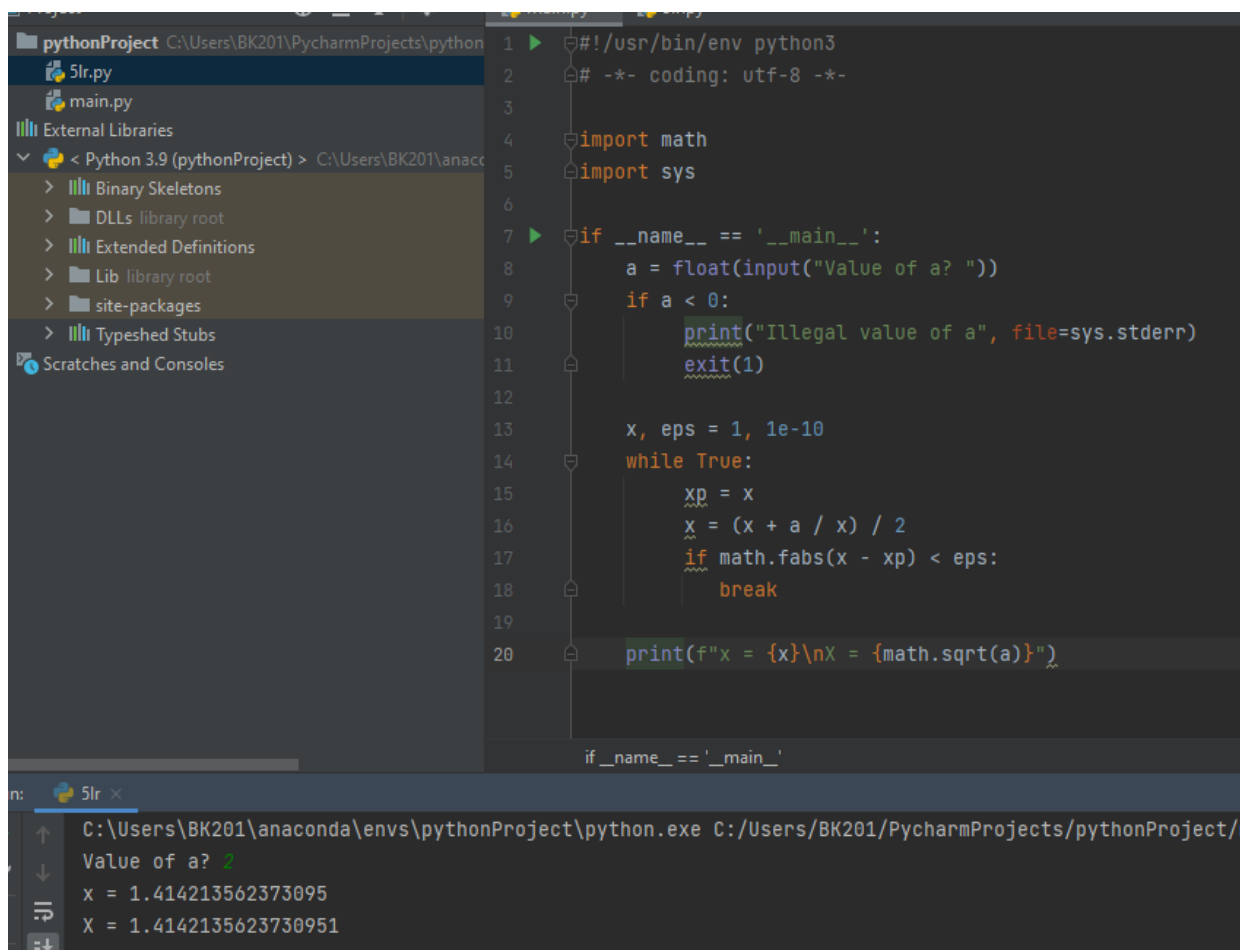 pythonProject C:\Users\BK201\PycharmProjects\python
5lr.py
main.py
External Libraries
< Python 3.9 (pythonProject) > C:\Users\BK201\anacc
Binary Skeletons
DLLs library root
Extended Definitions
Lib library root
site-packages
Typeshed Stubs
Scratches and Consoles
1 #!/usr/bin/env python3
2 # -*- coding: utf-8 -*-
3
4 import math
5 import sys
6
7 if __name__ == '__main__':
8 a = float(input("Value of a? "))
9 if a < 0:
10 print("Illegal value of a", file=sys.stderr)
11 exit(1)
12
13 x, eps = 1, 1e-10
14 while True:
15 xp = x
16 x = (x + a / x) / 2
17 if math.fabs(x - xp) < eps:
18 break
19
20 print(f"x = {x}\nX = {math.sqrt(a)}")
if __name__ == '__main__'
5lr
C:\Users\BK201\anaconda\envs\pythonProject\python.exe C:/Users/BK201/PycharmProjects/pythonProject/
Value of a? 2
x = 1.414213562373095
X = 1.4142135623730951